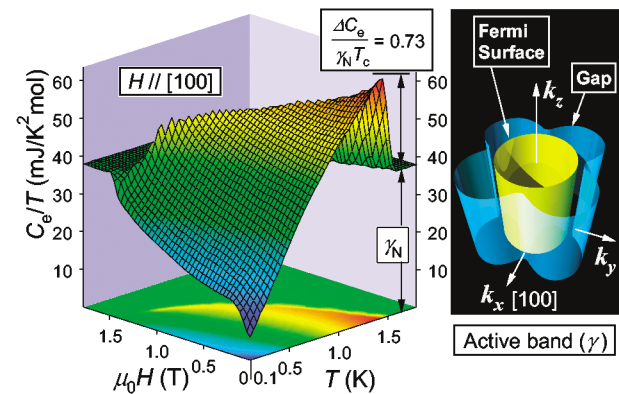 ΔCe
γNTc
= 0.73
H // [100]
Ce/T (mJ/K²mol)
60
50
40
30
20
10
60
50
40
30
20
10
γN
1.5
1.0
0.5
0
0.1
0.5
1.0
1.5
μ0H (T)
T (K)
Fermi
Surface
Gap
kz
ky
kx [100]
Active band (γ)